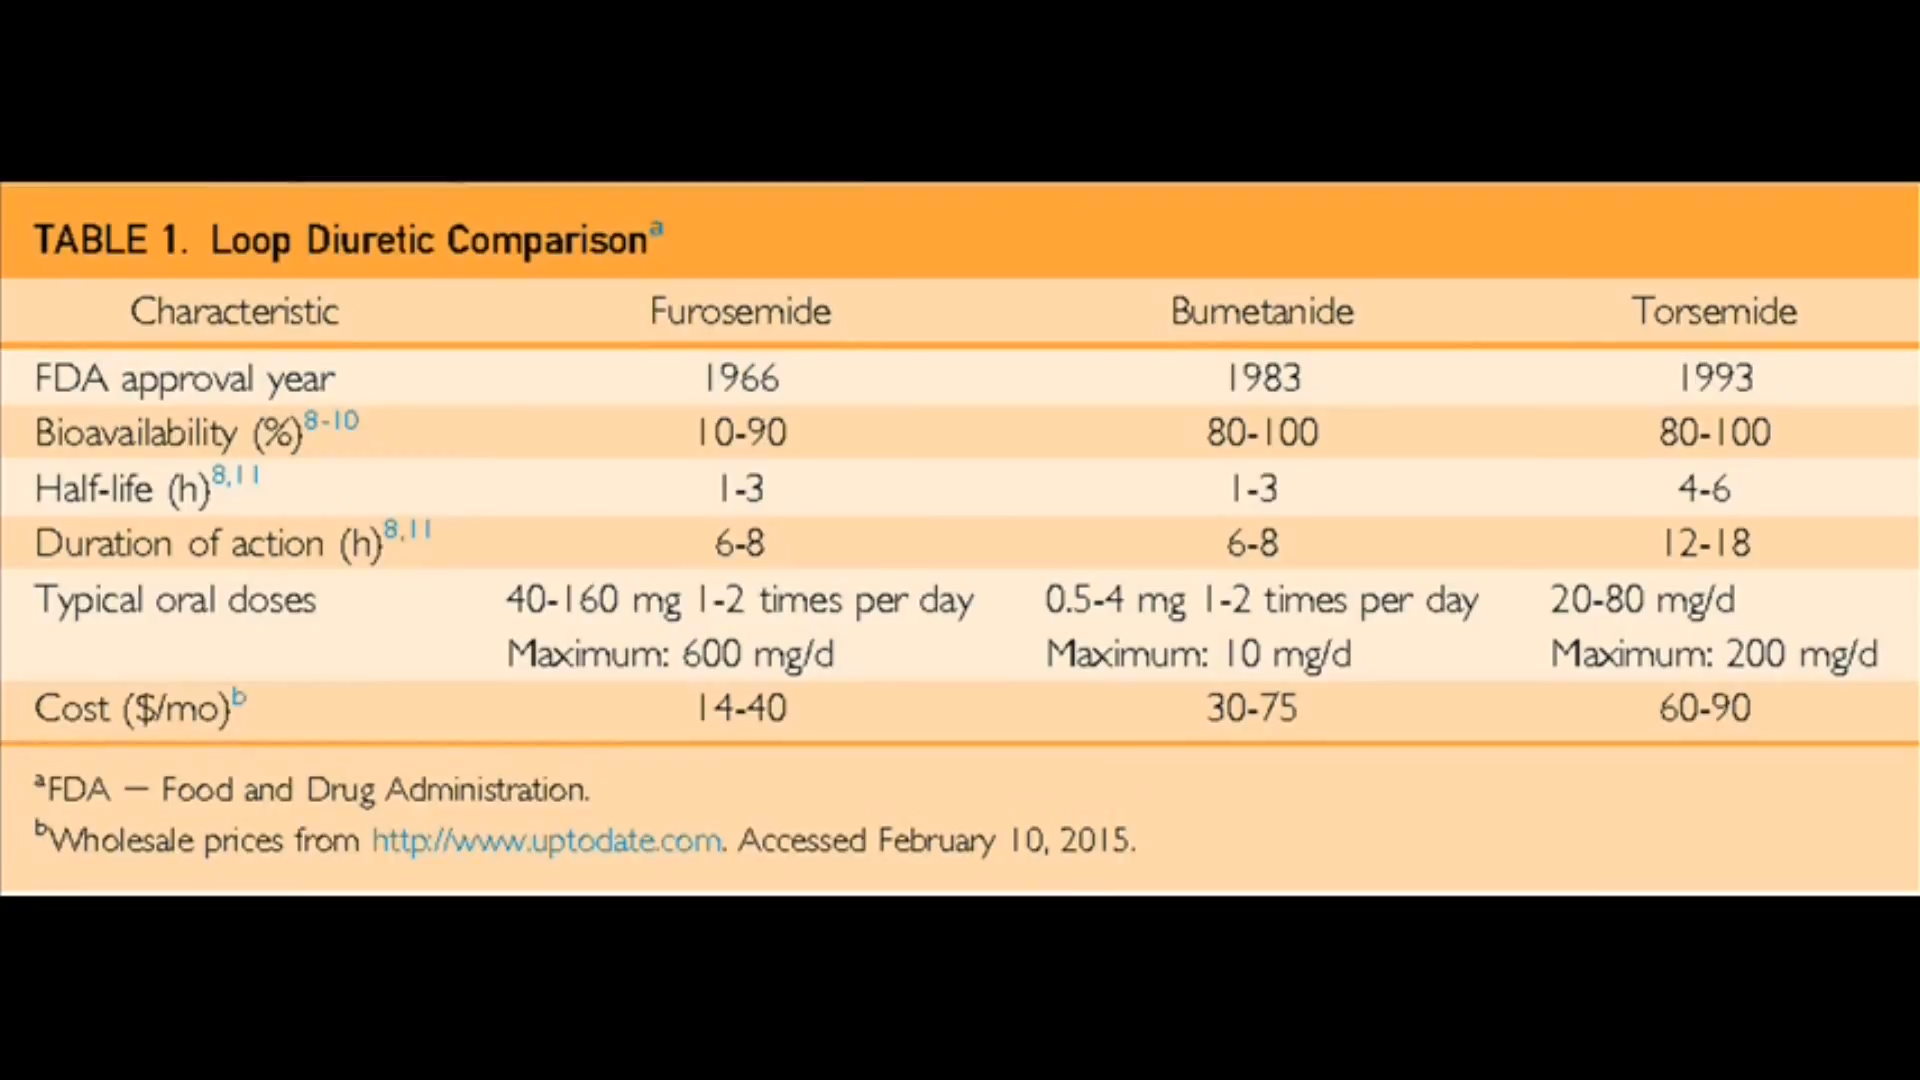 TABLE 1. Loop Diuretic Comparisonᵃ
Characteristic Furosemide Bumetanide Torsemide
FDA approval year 1966 1983 1993
Bioavailability (%)⁸⁻¹⁰ 10-90 80-100 80-100
Half-life (h)⁸,¹¹ 1-3 1-3 4-6
Duration of action (h)⁸,¹¹ 6-8 6-8 12-18
Typical oral doses 40-160 mg 1-2 times per day 0.5-4 mg 1-2 times per day 20-80 mg/d
Maximum: 600 mg/d Maximum: 10 mg/d Maximum: 200 mg/d
Cost ($/mo)ᵇ 14-40 30-75 60-90
ᵃFDA — Food and Drug Administration.
ᵇWholesale prices from http://www.uptodate.com. Accessed February 10, 2015.